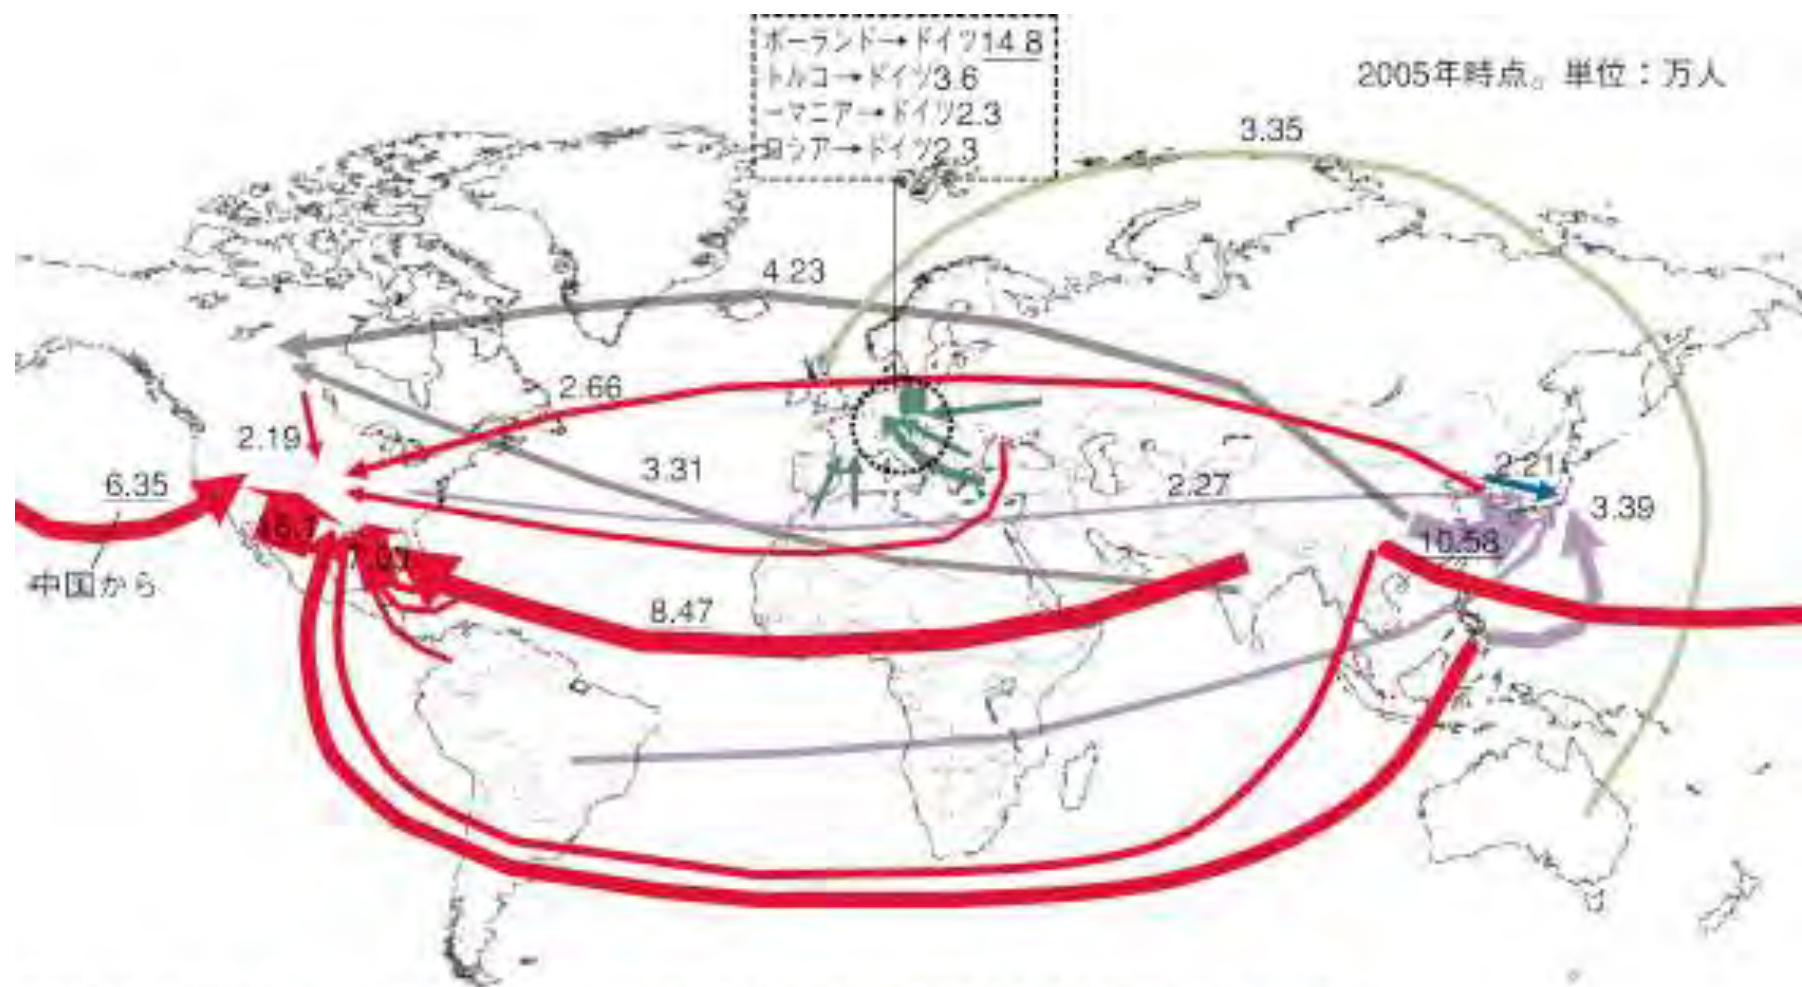 ポーランド→ドイツ14.8
トルコ→ドイツ3.6
ーマニア→ドイツ2.3
ロシア→ドイツ2.3
2005年時点。単位：万人
3.35
4.23
2.66
2.19
3.31
2.27
2.21
6.35
3.39
10.58
7.03
中国から
8.47